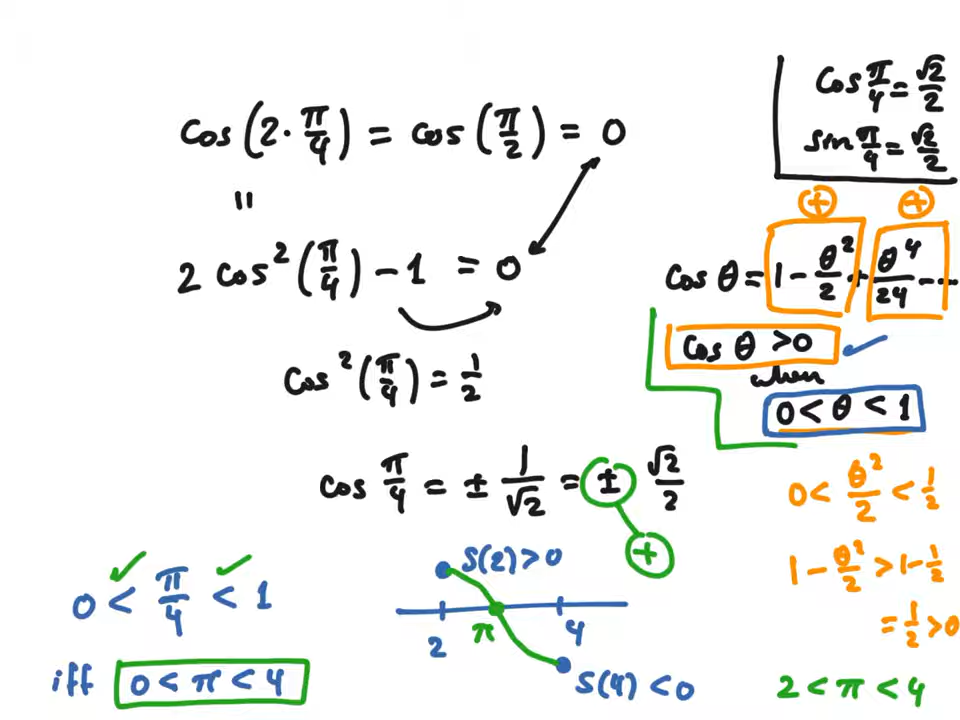 cos(2·π/4) = cos(π/2) = 0
"
2 cos²(π/4) − 1 = 0
cos²(π/4) = 1/2
cos π/4 = ± 1/√2 = ± √2/2
+
cos π/4 = √2/2
sin π/4 = √2/2
+ +
cos θ = 1 − θ²/2 + θ⁴/24 − ...
cos θ > 0
when
0 < θ < 1
0 < θ²/2 < 1/2
1 − θ²/2 > 1 − 1/2
= 1/2 > 0
2 < π < 4
0 < π/4 < 1
iff 0 < π < 4
S(2) > 0
2 π 4
S(4) < 0